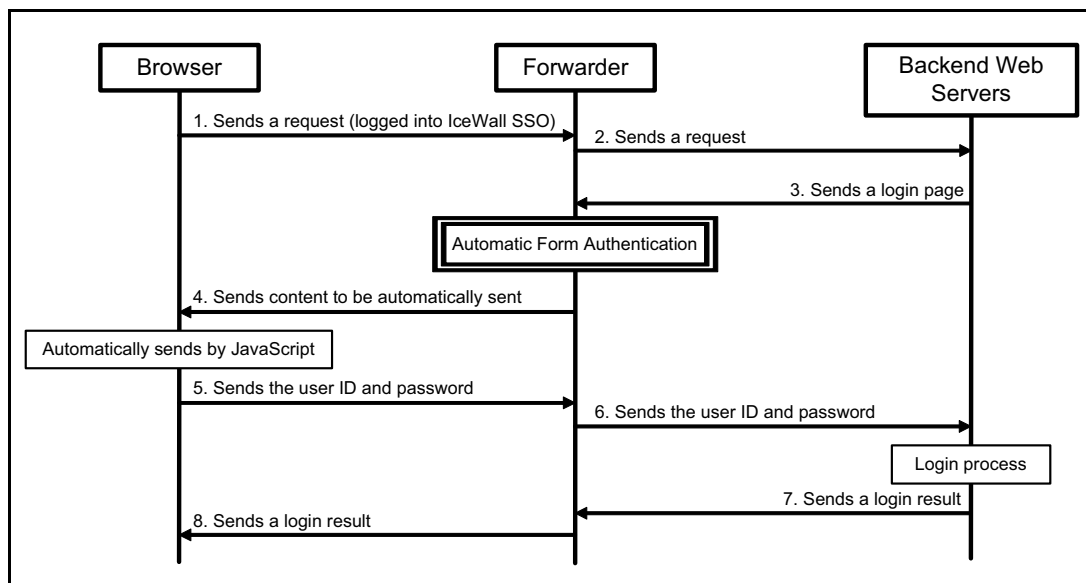 Browser
Forwarder
Backend Web
Servers
1. Sends a request (logged into IceWall SSO)
2. Sends a request
3. Sends a login page
Automatic Form Authentication
4. Sends content to be automatically sent
Automatically sends by JavaScript
5. Sends the user ID and password
6. Sends the user ID and password
Login process
7. Sends a login result
8. Sends a login result